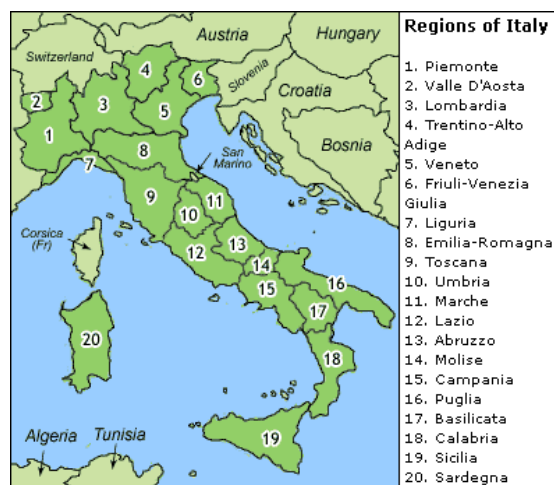 Austria
Hungary
Switzerland
Slovenia
Croatia
Bosnia
San
Marino
Corsica
(Fr)
Algeria
Tunisia
1
2
3
4
5
6
7
8
9
10
11
12
13
14
15
16
17
18
19
20
Regions of Italy
1. Piemonte
2. Valle D'Aosta
3. Lombardia
4. Trentino-Alto
Adige
5. Veneto
6. Friuli-Venezia
Giulia
7. Liguria
8. Emilia-Romagna
9. Toscana
10. Umbria
11. Marche
12. Lazio
13. Abruzzo
14. Molise
15. Campania
16. Puglia
17. Basilicata
18. Calabria
19. Sicilia
20. Sardegna